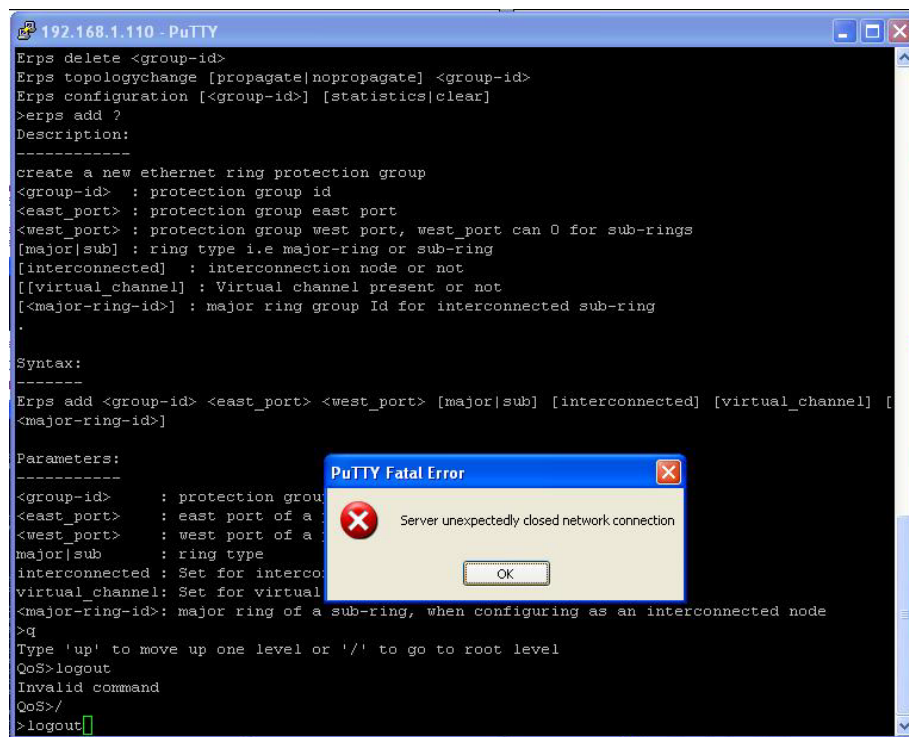 192.168.1.110 - PuTTY
Erps delete <group-id>
Erps topologychange [propagate|nopropagate] <group-id>
Erps configuration [<group-id>] [statistics|clear]
>erps add ?
Description:
------------
create a new ethernet ring protection group
<group-id>  : protection group id
<east_port> : protection group east port
<west_port> : protection group west port, west_port can 0 for sub-rings
[major|sub] : ring type i.e major-ring or sub-ring
[interconnected]  : interconnection node or not
[[virtual_channel] : Virtual channel present or not
[<major-ring-id>] : major ring group Id for interconnected sub-ring
.
Syntax:
-------
Erps add <group-id> <east_port> <west_port> [major|sub] [interconnected] [virtual_channel] [
<major-ring-id>]
Parameters:
-----------
<group-id>     : protection grou
<east_port>    : east port of a
<west_port>    : west port of a
major|sub      : ring type
interconnected : Set for interco
virtual_channel: Set for virtual
<major-ring-id>: major ring of a sub-ring, when configuring as an interconnected node
>q
Type 'up' to move up one level or '/' to go to root level
QoS>logout
Invalid command
QoS>/
>logout
PuTTY Fatal Error
Server unexpectedly closed network connection
OK